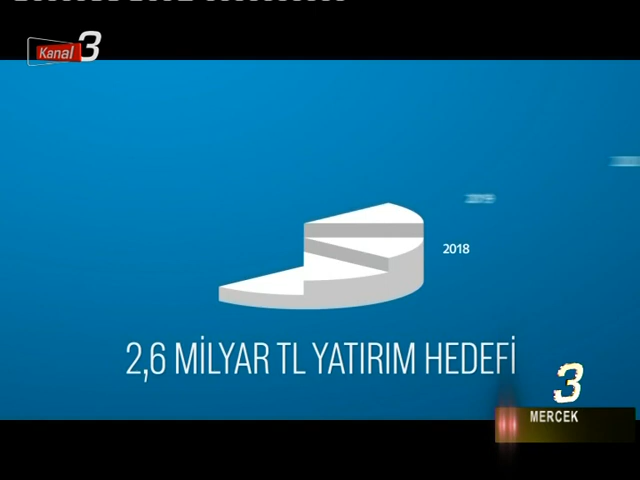 Kanal 3
2018
2,6 MİLYAR TL YATIRIM HEDEFİ
3
MERCEK